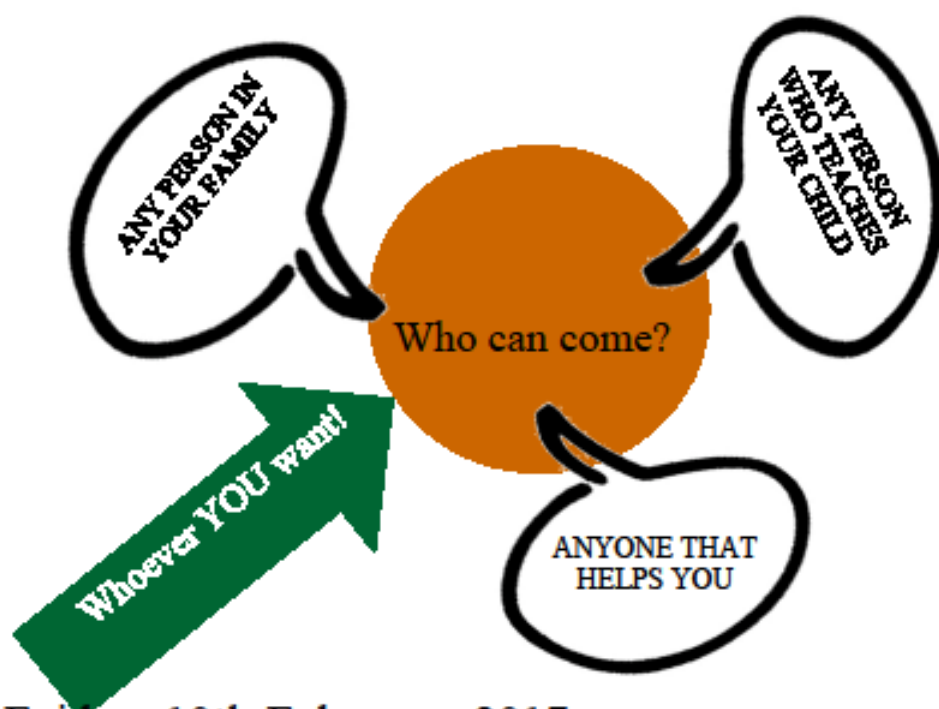 ANY PERSON IN
YOUR FAMILY
ANY PERSON
WHO TEACHES
YOUR CHILD
Who can come?
Whoever YOU want!
ANYONE THAT
HELPS YOU